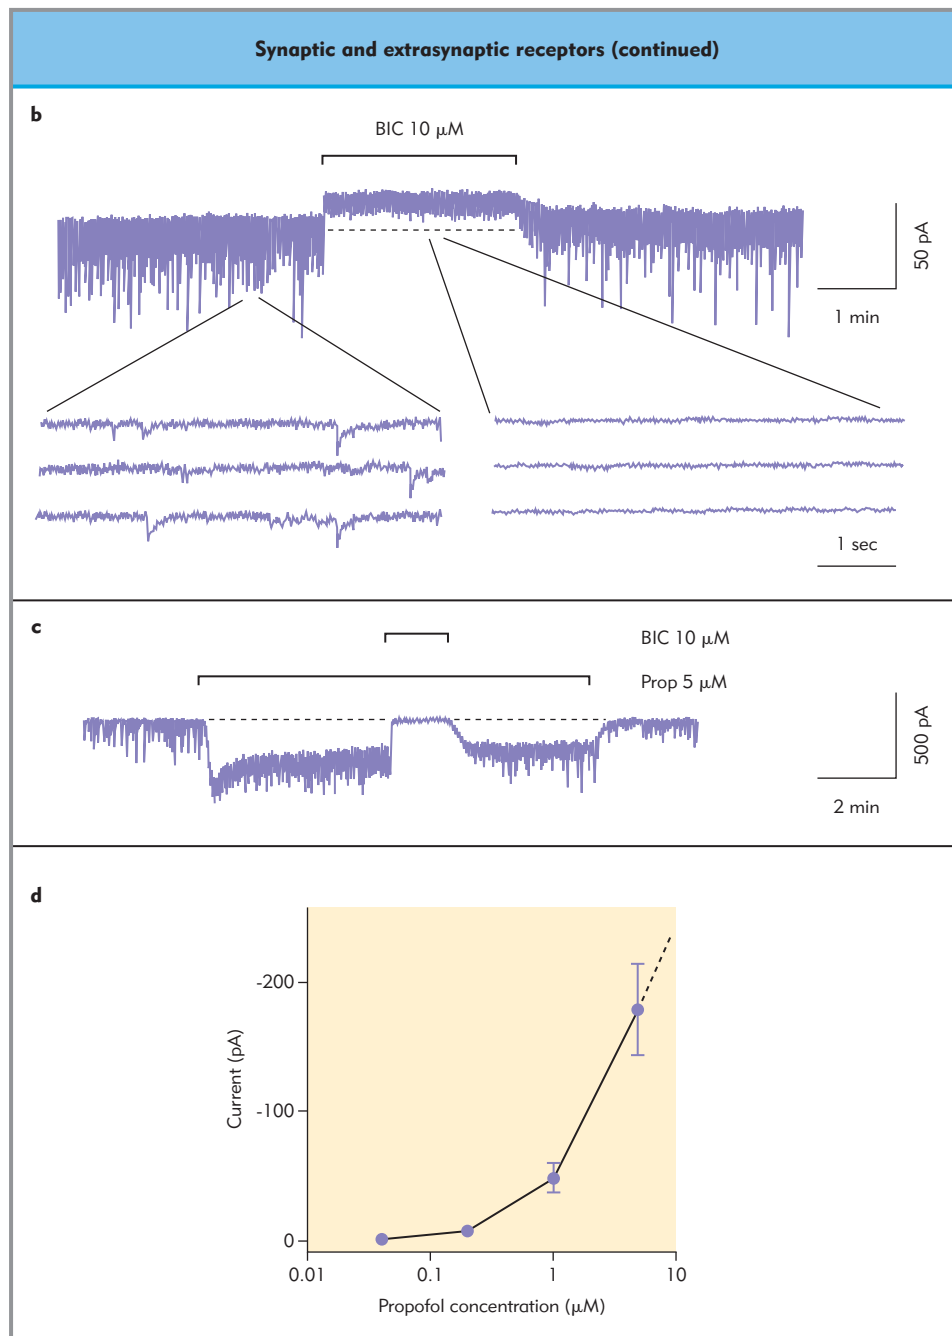 Synaptic and extrasynaptic receptors (continued)
b
BIC 10 μM
50 pA
1 min
1 sec
c
BIC 10 μM
Prop 5 μM
500 pA
2 min
d
-200
-100
0
Current (pA)
0.01 0.1 1 10
Propofol concentration (μM)